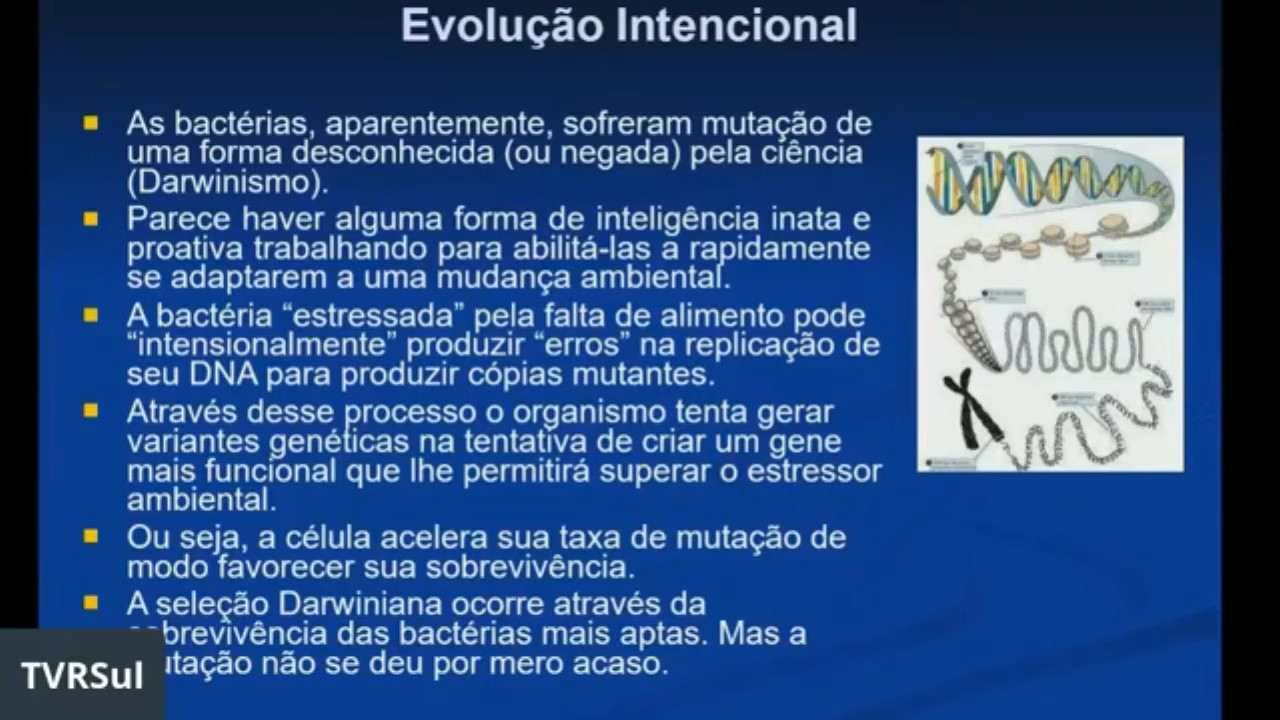 Evolução Intencional
As bactérias, aparentemente, sofreram mutação de
uma forma desconhecida (ou negada) pela ciência
(Darwinismo).
Parece haver alguma forma de inteligência inata e
proativa trabalhando para abilitá-las a rapidamente
se adaptarem a uma mudança ambiental.
A bactéria “estressada” pela falta de alimento pode
“intensionalmente” produzir “erros” na replicação de
seu DNA para produzir cópias mutantes.
Através desse processo o organismo tenta gerar
variantes genéticas na tentativa de criar um gene
mais funcional que lhe permitirá superar o estressor
ambiental.
Ou seja, a célula acelera sua taxa de mutação de
modo favorecer sua sobrevivência.
A seleção Darwiniana ocorre através da
obrevivência das bactérias mais aptas. Mas a
utação não se deu por mero acaso.
TVRSul